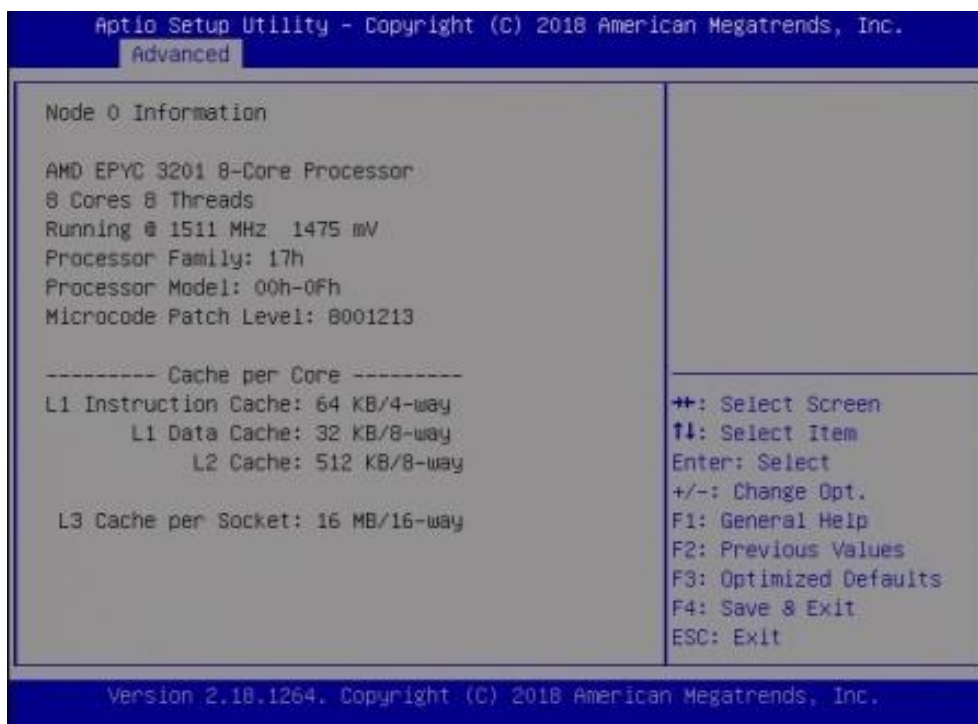 Aptio Setup Utility – Copyright (C) 2018 American Megatrends, Inc.
Advanced
Node 0 Information
AMD EPYC 3201 8-Core Processor
8 Cores 8 Threads
Running @ 1511 MHz 1475 mV
Processor Family: 17h
Processor Model: 00h-0Fh
Microcode Patch Level: 8001213
--------- Cache per Core ---------
L1 Instruction Cache: 64 KB/4-way
L1 Data Cache: 32 KB/8-way
L2 Cache: 512 KB/8-way
L3 Cache per Socket: 16 MB/16-way
→←: Select Screen
↑↓: Select Item
Enter: Select
+/-: Change Opt.
F1: General Help
F2: Previous Values
F3: Optimized Defaults
F4: Save & Exit
ESC: Exit
Version 2.18.1264. Copyright (C) 2018 American Megatrends, Inc.